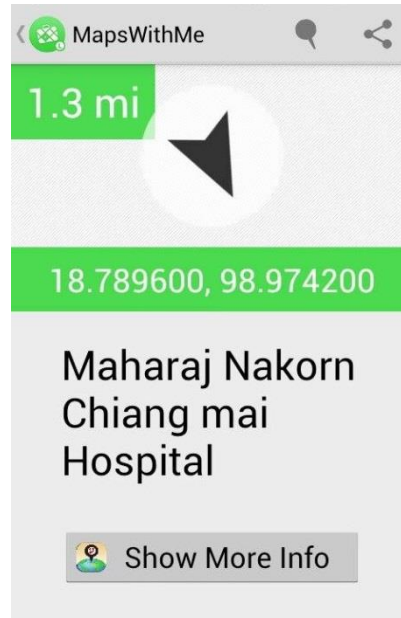 MapsWithMe
1.3 mi
18.789600, 98.974200
Maharaj Nakorn
Chiang mai
Hospital
Show More Info